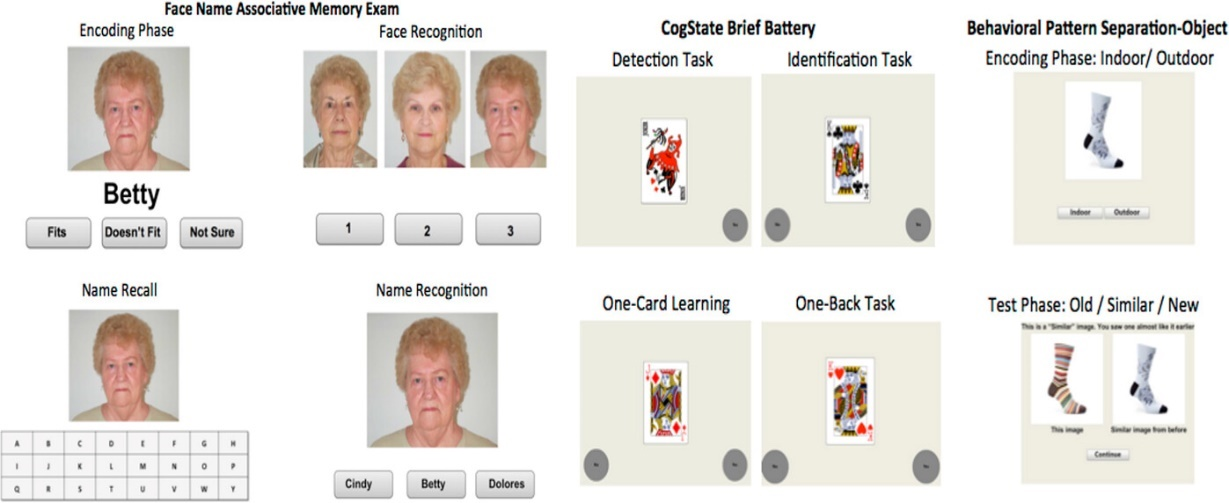 Face Name Associative Memory Exam
Encoding Phase
Betty
Fits
Doesn't Fit
Not Sure
Face Recognition
1
2
3
Name Recall
A B C D E F G H
I J K L M N O P
Q R S T U V W Y
Name Recognition
Cindy
Betty
Dolores
CogState Brief Battery
Detection Task
Identification Task
One-Card Learning
One-Back Task
Behavioral Pattern Separation-Object
Encoding Phase: Indoor/ Outdoor
Indoor
Outdoor
Test Phase: Old / Similar / New
This is a "Similar" image. You saw one almost like it earlier
This image
Similar image from before
Continue